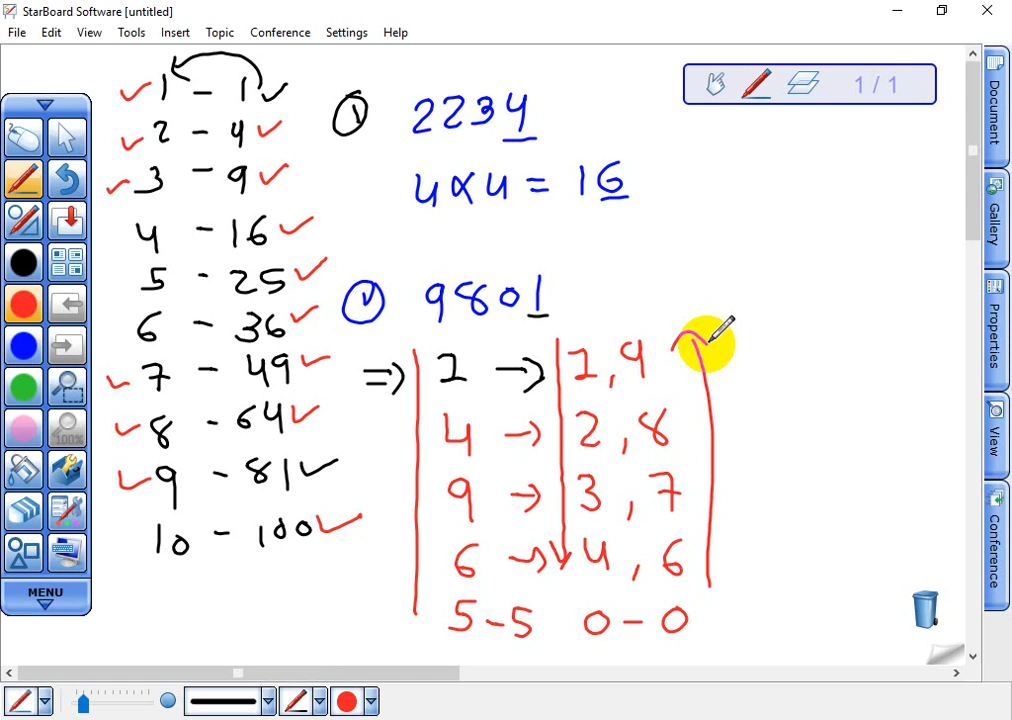 StarBoard Software [untitled]
File Edit View Tools Insert Topic Conference Settings Help
1 - 1
2 - 4
3 - 9
4 - 16
5 - 25
6 - 36
7 - 49
8 - 64
9 - 81
10 - 100
1 2234
4 × 4 = 16
9801
⇒ 1 → 1, 9
4 → 2, 8
9 → 3, 7
6 → 4, 6
5 - 5 0 - 0
1 / 1
Document
Gallery
Properties
View
Conference
100%
MENU